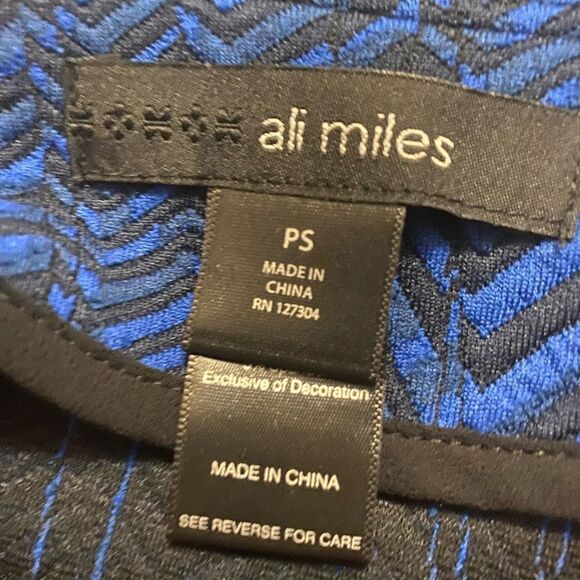 ali miles
PS
MADE IN
CHINA
RN 127304
Exclusive of Decoration
MADE IN CHINA
SEE REVERSE FOR CARE